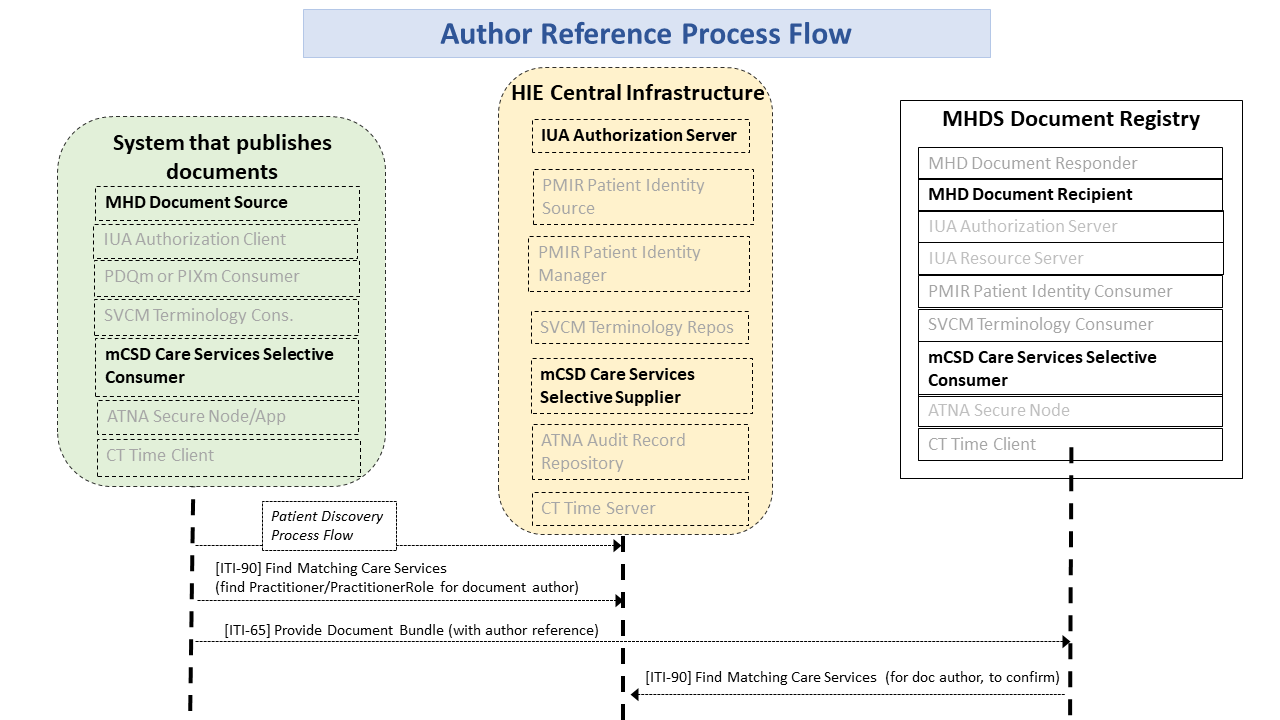 Author Reference Process Flow
System that publishes
documents
MHD Document Source
IUA Authorization Client
PDQm or PIXm Consumer
SVCM Terminology Cons.
mCSD Care Services Selective
Consumer
ATNA Secure Node/App
CT Time Client
HIE Central Infrastructure
IUA Authorization Server
PMIR Patient Identity
Source
PMIR Patient Identity
Manager
SVCM Terminology Repos
mCSD Care Services
Selective Supplier
ATNA Audit Record
Repository
CT Time Server
MHDS Document Registry
MHD Document Responder
MHD Document Recipient
IUA Authorization Server
IUA Resource Server
PMIR Patient Identity Consumer
SVCM Terminology Consumer
mCSD Care Services Selective
Consumer
ATNA Secure Node
CT Time Client
Patient Discovery
Process Flow
[ITI-90] Find Matching Care Services
(find Practitioner/PractitionerRole for document author)
[ITI-65] Provide Document Bundle (with author reference)
[ITI-90] Find Matching Care Services (for doc author, to confirm)